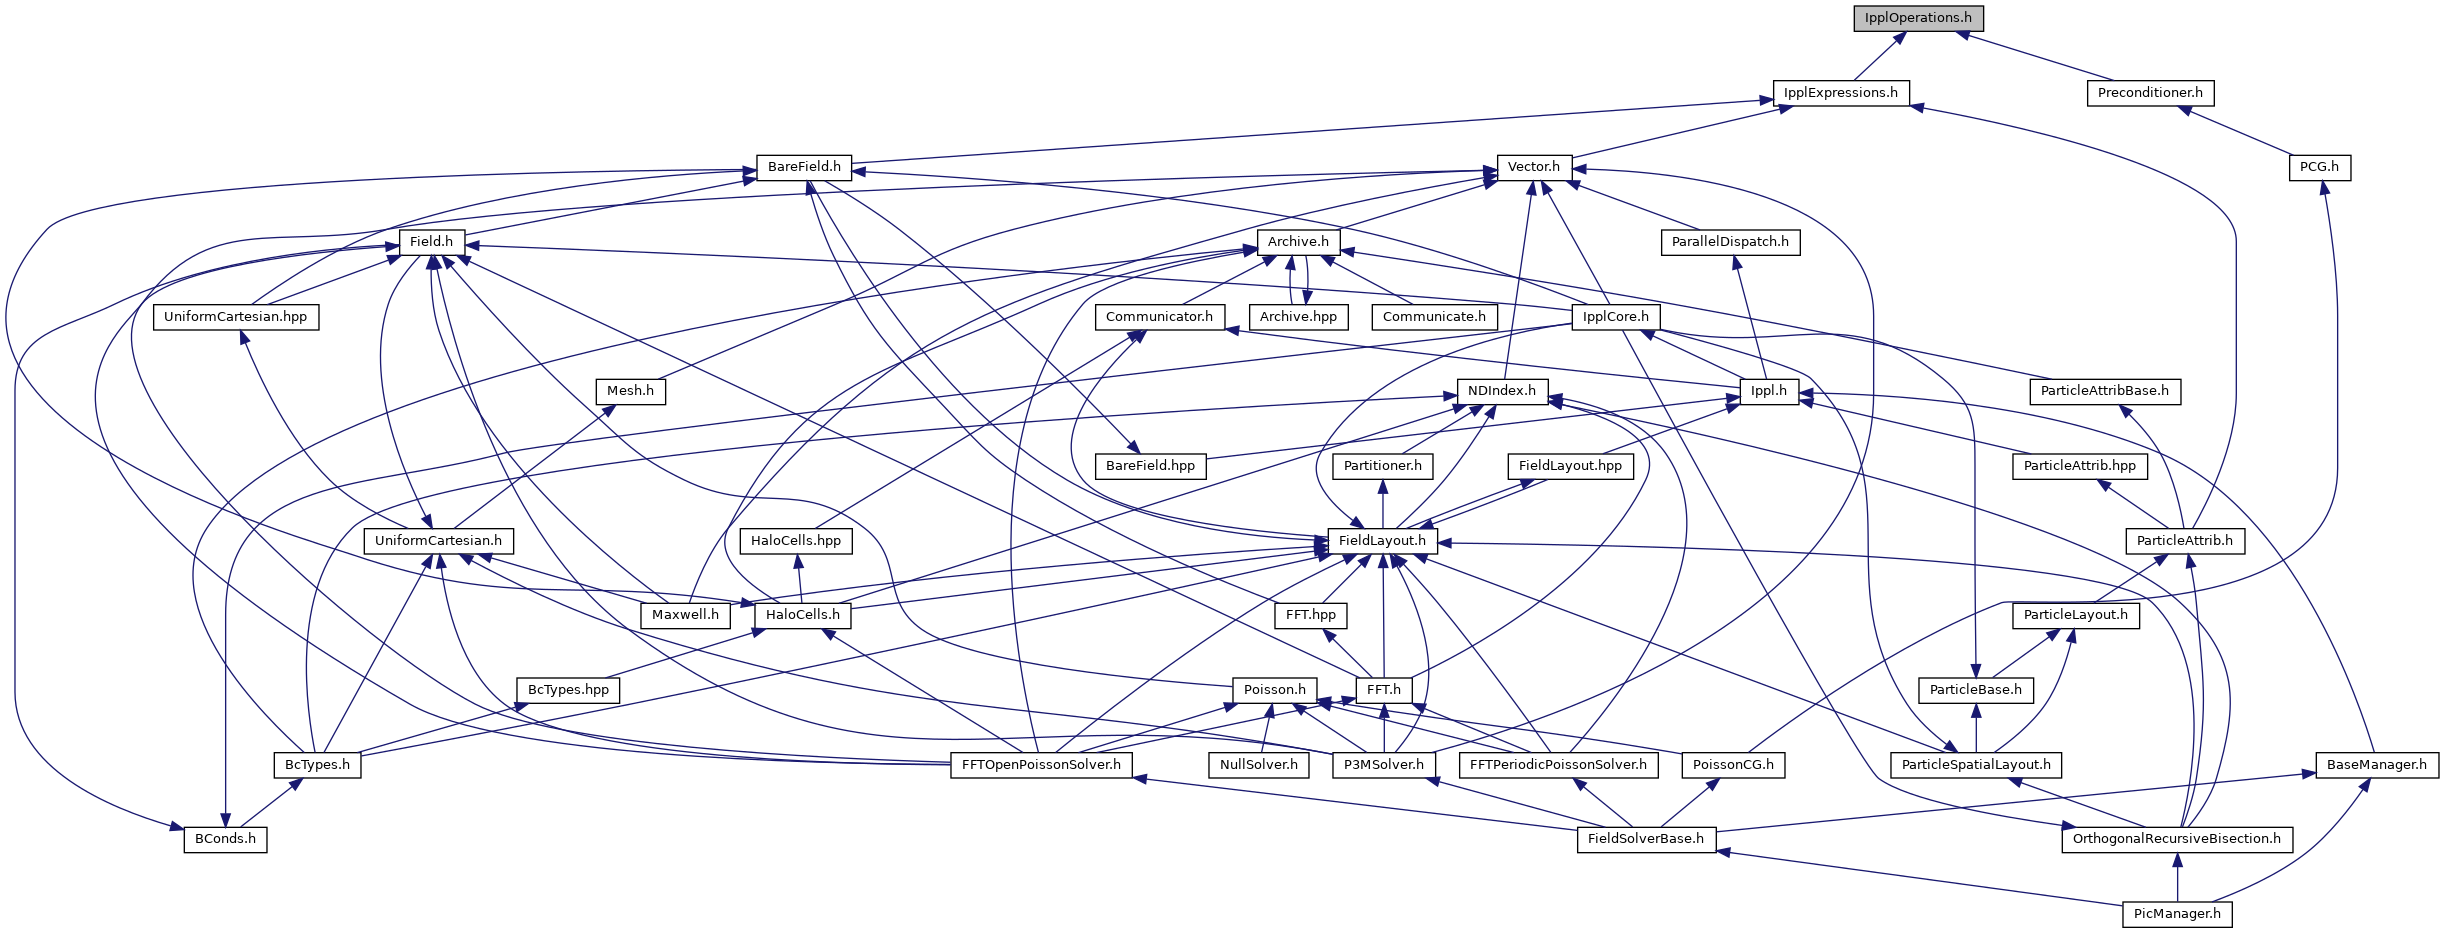 IpplOperations.h
IpplExpressions.h
Preconditioner.h
BareField.h
Vector.h
PCG.h
Field.h
Archive.h
ParallelDispatch.h
UniformCartesian.hpp
Communicator.h
Archive.hpp
Communicate.h
IpplCore.h
Mesh.h
NDIndex.h
Ippl.h
ParticleAttribBase.h
BareField.hpp
Partitioner.h
FieldLayout.hpp
ParticleAttrib.hpp
UniformCartesian.h
HaloCells.hpp
FieldLayout.h
ParticleAttrib.h
Maxwell.h
HaloCells.h
FFT.hpp
ParticleLayout.h
BcTypes.hpp
Poisson.h
FFT.h
ParticleBase.h
BcTypes.h
FFTOpenPoissonSolver.h
NullSolver.h
P3MSolver.h
FFTPeriodicPoissonSolver.h
PoissonCG.h
ParticleSpatialLayout.h
BaseManager.h
BConds.h
FieldSolverBase.h
OrthogonalRecursiveBisection.h
PicManager.h